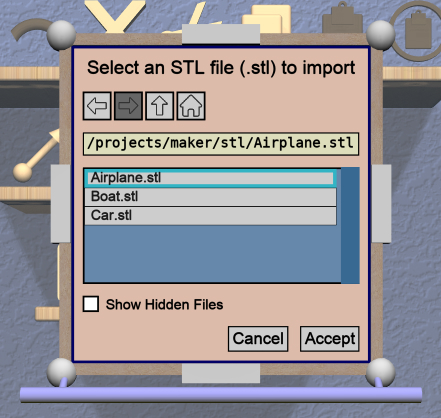 Select an STL file (.stl) to import
/projects/maker/stl/Airplane.stl
Airplane.stl
Boat.stl
Car.stl
Show Hidden Files
Cancel Accept